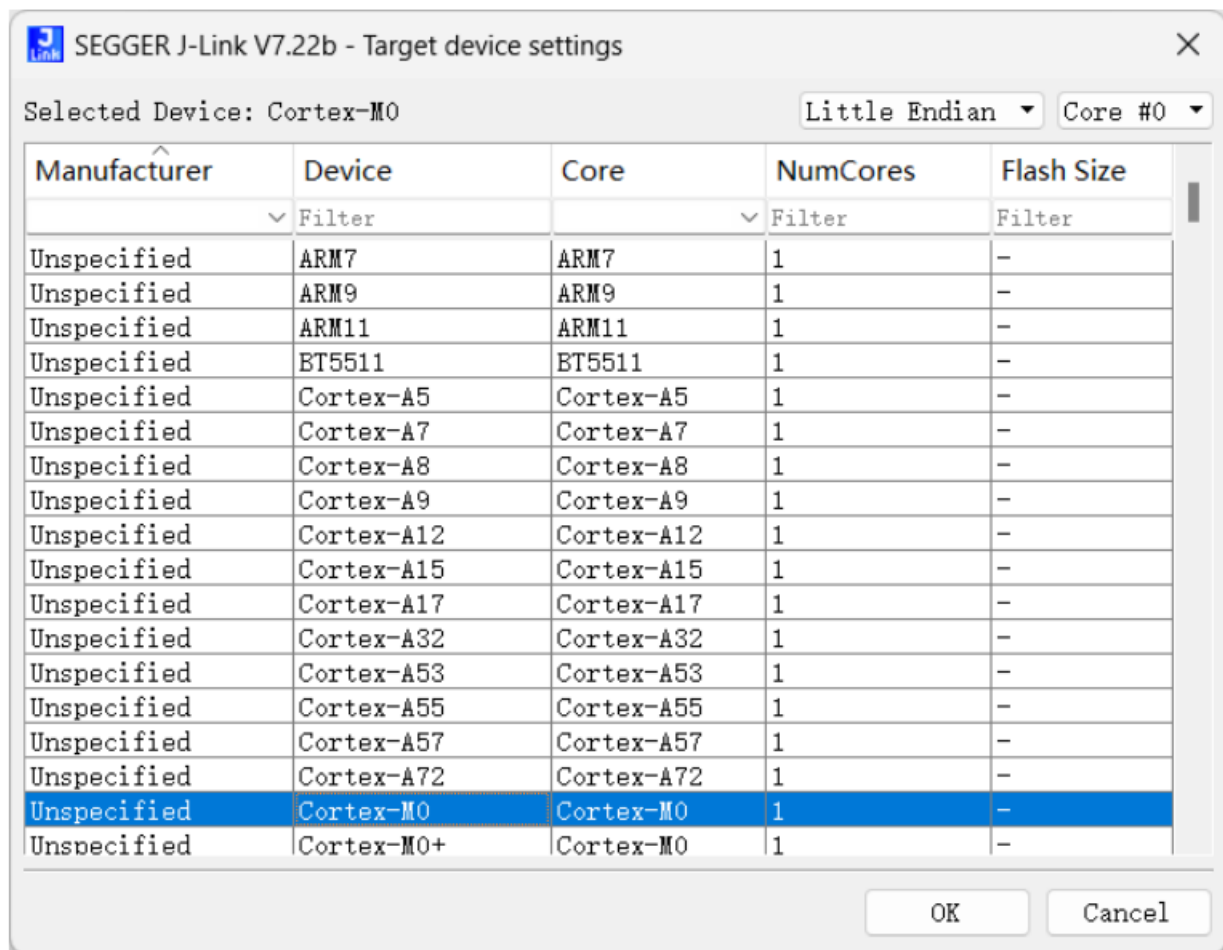 J Link SEGGER J-Link V7.22b - Target device settings
Selected Device: Cortex-M0 Little Endian Core #0
Manufacturer Device Core NumCores Flash Size
Filter Filter Filter
Unspecified ARM7 ARM7 1 -
Unspecified ARM9 ARM9 1 -
Unspecified ARM11 ARM11 1 -
Unspecified BT5511 BT5511 1 -
Unspecified Cortex-A5 Cortex-A5 1 -
Unspecified Cortex-A7 Cortex-A7 1 -
Unspecified Cortex-A8 Cortex-A8 1 -
Unspecified Cortex-A9 Cortex-A9 1 -
Unspecified Cortex-A12 Cortex-A12 1 -
Unspecified Cortex-A15 Cortex-A15 1 -
Unspecified Cortex-A17 Cortex-A17 1 -
Unspecified Cortex-A32 Cortex-A32 1 -
Unspecified Cortex-A53 Cortex-A53 1 -
Unspecified Cortex-A55 Cortex-A55 1 -
Unspecified Cortex-A57 Cortex-A57 1 -
Unspecified Cortex-A72 Cortex-A72 1 -
Unspecified Cortex-M0 Cortex-M0 1 -
Unspecified Cortex-M0+ Cortex-M0 1 -
OK Cancel